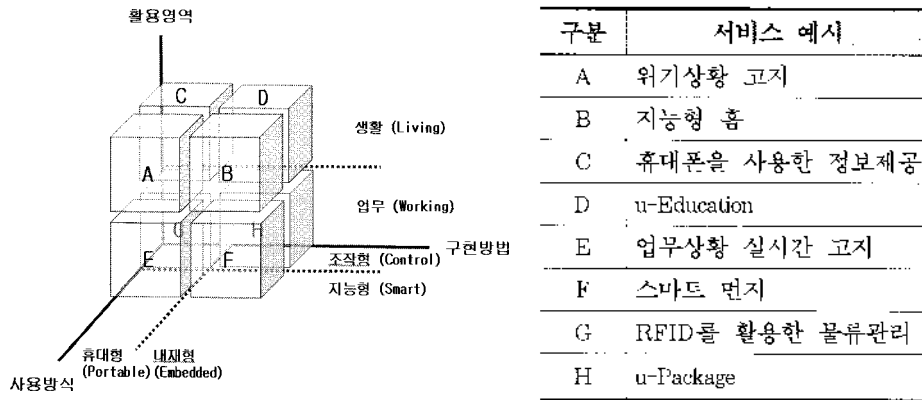 활용영역
C D
A B
생활 (Living)
업무 (Working)
G H
E F
구현방법
조작형 (Control)
지능형 (Smart)
휴대형 (Portable)
내재형 (Embedded)
사용방식
구분 서비스 예시
A 위기상황 고지
B 지능형 홈
C 휴대폰을 사용한 정보제공
D u-Education
E 업무상황 실시간 고지
F 스마트 먼지
G RFID를 활용한 물류관리
H u-Package